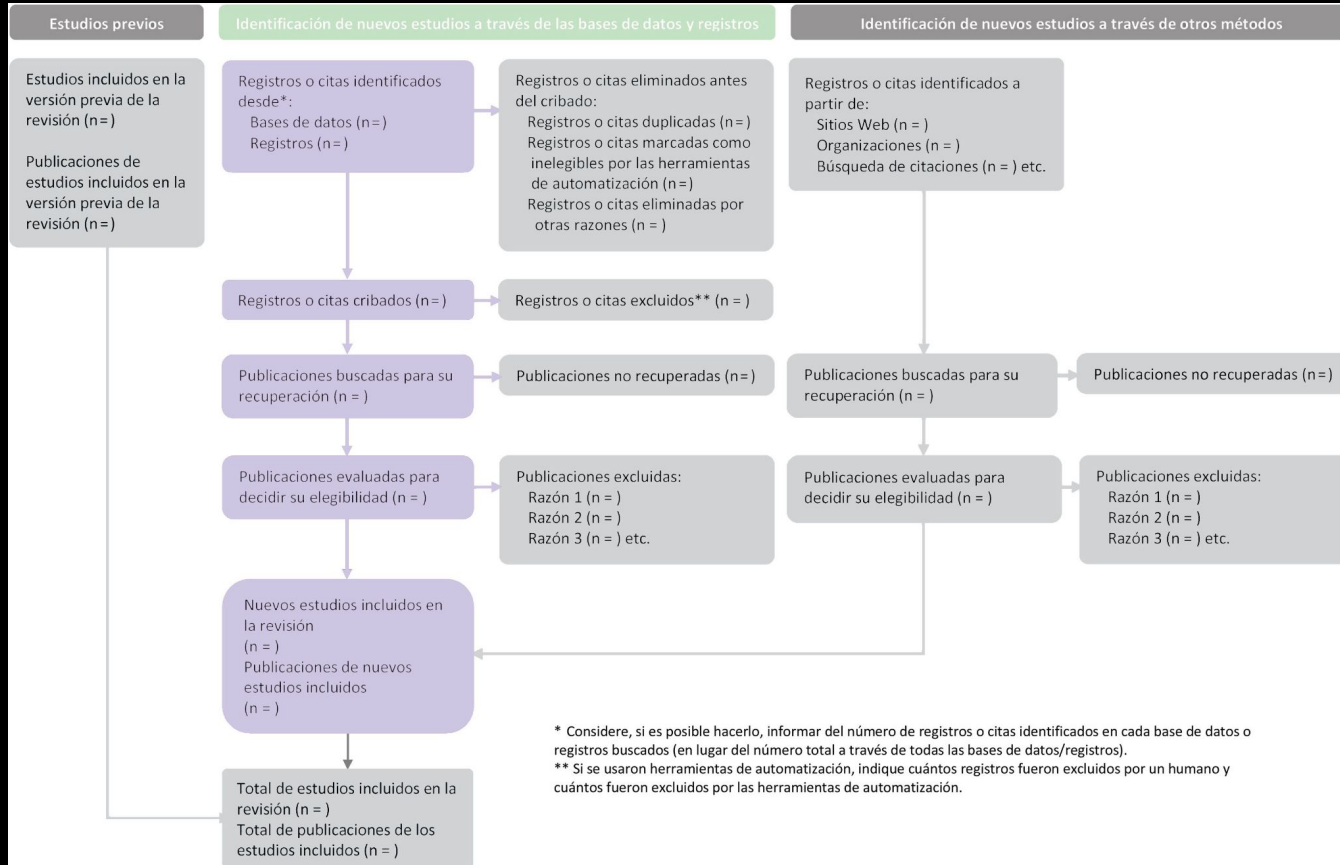 Estudios previos
Identificación de nuevos estudios a través de las bases de datos y registros
Identificación de nuevos estudios a través de otros métodos
Estudios incluidos en la
versión previa de la
revisión (n= )
Publicaciones de
estudios incluidos en la
versión previa de la
revisión (n= )
Registros o citas identificados
desde*:
Bases de datos (n= )
Registros (n= )
Registros o citas eliminados antes
del cribado:
Registros o citas duplicadas (n= )
Registros o citas marcadas como
inelegibles por las herramientas
de automatización (n= )
Registros o citas eliminadas por
otras razones (n = )
Registros o citas identificados a
partir de:
Sitios Web (n = )
Organizaciones (n = )
Búsqueda de citaciones (n = ) etc.
Registros o citas cribados (n= )
Registros o citas excluidos** (n = )
Publicaciones buscadas para su
recuperación (n = )
Publicaciones no recuperadas (n= )
Publicaciones buscadas para su
recuperación (n = )
Publicaciones no recuperadas (n= )
Publicaciones evaluadas para
decidir su elegibilidad (n = )
Publicaciones excluidas:
Razón 1 (n = )
Razón 2 (n = )
Razón 3 (n = ) etc.
Publicaciones evaluadas para
decidir su elegibilidad (n = )
Publicaciones excluidas:
Razón 1 (n = )
Razón 2 (n = )
Razón 3 (n = ) etc.
Nuevos estudios incluidos en
la revisión
(n = )
Publicaciones de nuevos
estudios incluidos
(n = )
* Considere, si es posible hacerlo, informar del número de registros o citas identificados en cada base de datos o
registros buscados (en lugar del número total a través de todas las bases de datos/registros).
** Si se usaron herramientas de automatización, indique cuántos registros fueron excluidos por un humano y
cuántos fueron excluidos por las herramientas de automatización.
Total de estudios incluidos en la
revisión (n = )
Total de publicaciones de los
estudios incluidos (n = )